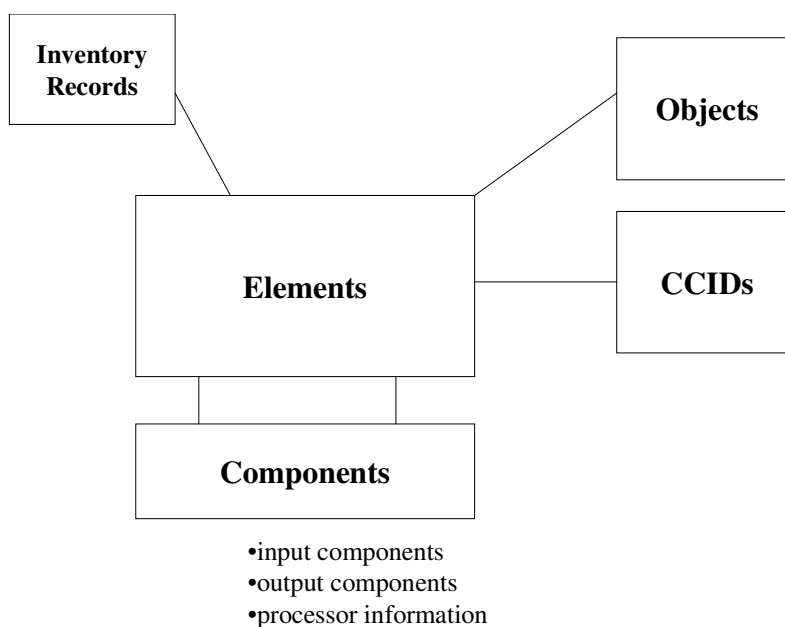 Inventory
Records
Objects
Elements
CCIDs
Components
•input components
•output components
•processor information